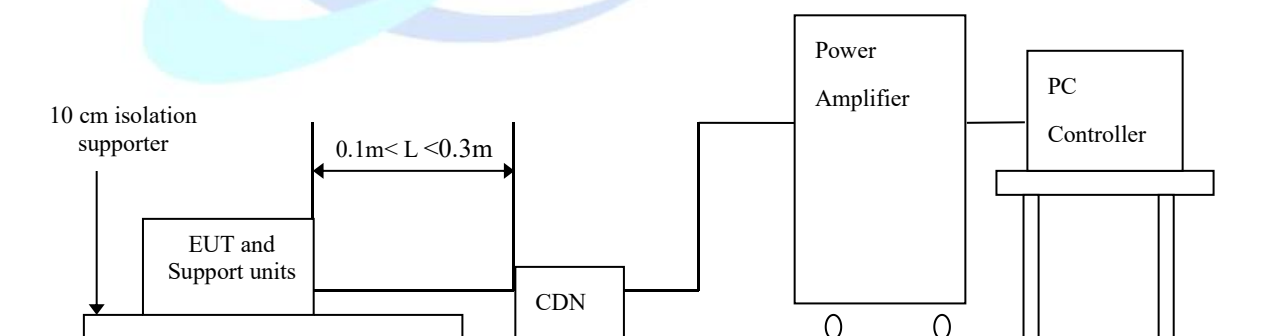 Power
Amplifier
PC
Controller
10 cm isolation
supporter
0.1m< L <0.3m
EUT and
Support units
CDN